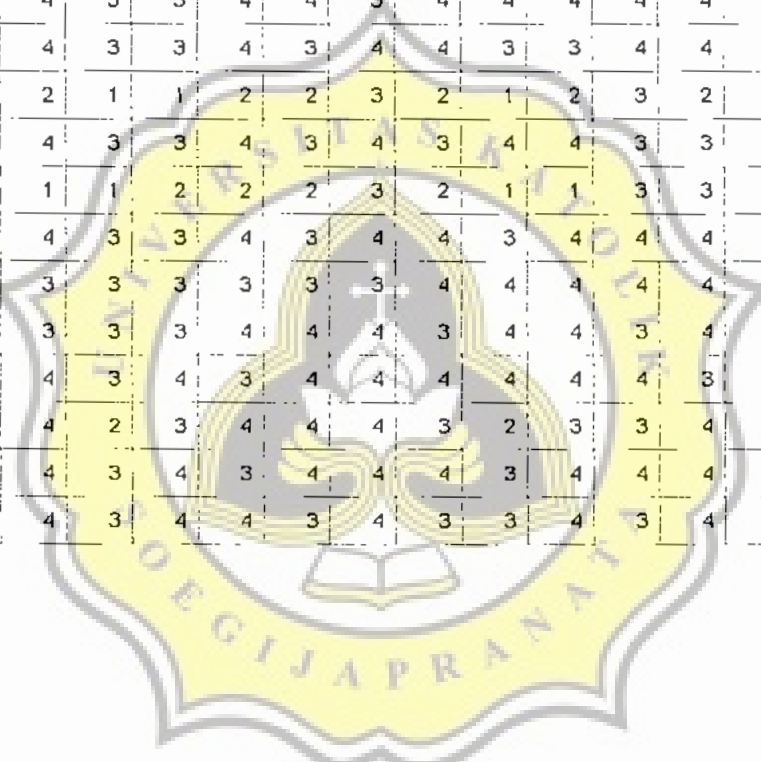 4 3 3 4 3 4 4 3 3 4 4
2 1 1 2 2 3 2 1 2 3 2
4 3 3 4 3 4 3 4 4 3 3
1 1 2 2 2 3 2 1 1 3 3
4 3 3 4 3 4 4 3 4 4 4
3 3 3 3 3 3 4 4 4 4 4
3 3 3 4 4 4 3 4 4 3 4
4 3 4 3 4 4 4 4 4 4 3
4 2 3 4 4 4 3 2 3 3 4
4 3 4 3 4 4 4 3 4 4 4
4 3 4 4 3 4 3 3 4 3 4
UNIVERSITAS KATOLIK
SOEGIJAPRANATA